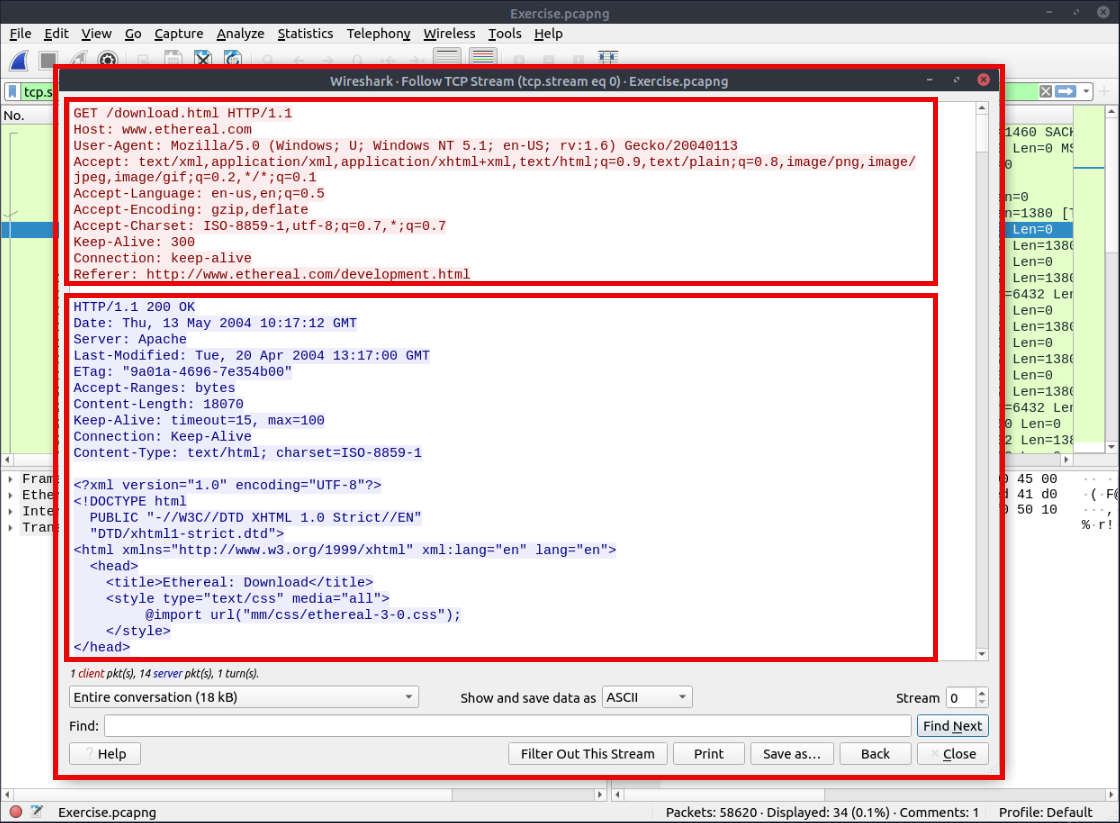 Exercise.pcapng
File Edit View Go Capture Analyze Statistics Telephony Wireless Tools Help
tcp.s
Wireshark · Follow TCP Stream (tcp.stream eq 0) · Exercise.pcapng
No.
GET /download.html HTTP/1.1
Host: www.ethereal.com
User-Agent: Mozilla/5.0 (Windows; U; Windows NT 5.1; en-US; rv:1.6) Gecko/20040113
Accept: text/xml,application/xml,application/xhtml+xml,text/html;q=0.9,text/plain;q=0.8,image/png,image/
jpeg,image/gif;q=0.2,*/*;q=0.1
Accept-Language: en-us,en;q=0.5
Accept-Encoding: gzip,deflate
Accept-Charset: ISO-8859-1,utf-8;q=0.7,*;q=0.7
Keep-Alive: 300
Connection: keep-alive
Referer: http://www.ethereal.com/development.html
HTTP/1.1 200 OK
Date: Thu, 13 May 2004 10:17:12 GMT
Server: Apache
Last-Modified: Tue, 20 Apr 2004 13:17:00 GMT
ETag: "9a01a-4696-7e354b00"
Accept-Ranges: bytes
Content-Length: 18070
Keep-Alive: timeout=15, max=100
Connection: Keep-Alive
Content-Type: text/html; charset=ISO-8859-1
<?xml version="1.0" encoding="UTF-8"?>
<!DOCTYPE html
PUBLIC "-//W3C//DTD XHTML 1.0 Strict//EN"
"DTD/xhtml1-strict.dtd">
<html xmlns="http://www.w3.org/1999/xhtml" xml:lang="en" lang="en">
<head>
<title>Ethereal: Download</title>
<style type="text/css" media="all">
@import url("mm/css/ethereal-3-0.css");
</style>
</head>
1460 SACK
Len=0 MS
=0
n=0
n=1380 [T
Len=0
Len=1380
Len=0
Len=1380
=6432 Len
Len=0
Len=1380
Len=0
Len=1380
Len=0
Len=1380
=6432 Len
0 Len=0
2 Len=138
Fram
Ethe
Inte
Tran
45 00
41 d0
50 10
1 client pkt(s), 14 server pkt(s), 1 turn(s).
Entire conversation (18 kB) Show and save data as ASCII Stream 0
Find: Find Next
Help Filter Out This Stream Print Save as… Back Close
Exercise.pcapng Packets: 58620 · Displayed: 34 (0.1%) · Comments: 1 Profile: Default